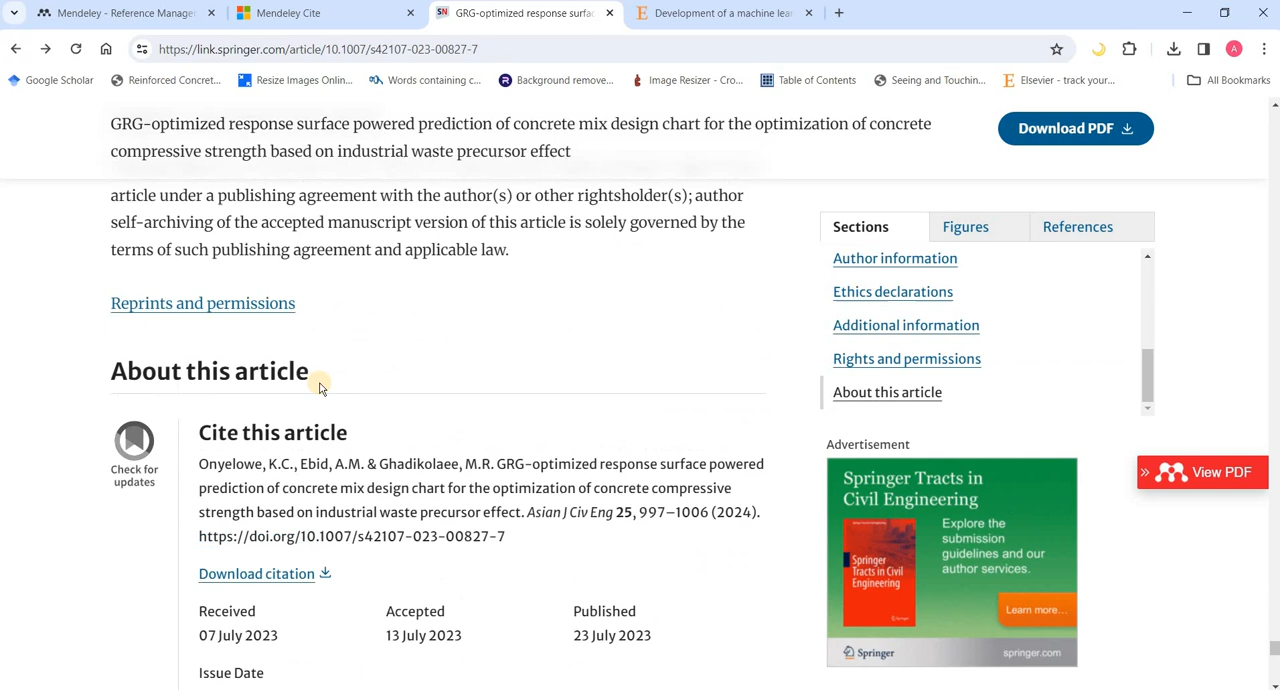 Mendeley - Reference Manage
Mendeley Cite
GRG-optimized response surfac
Development of a machine learn
https://link.springer.com/article/10.1007/s42107-023-00827-7
A
Google Scholar
Reinforced Concret...
Resize Images Onlin...
Words containing c...
Background remove...
Image Resizer - Cro...
Table of Contents
Seeing and Touchin...
Elsevier - track your...
All Bookmarks
GRG-optimized response surface powered prediction of concrete mix design chart for the optimization of concrete
compressive strength based on industrial waste precursor effect
Download PDF
article under a publishing agreement with the author(s) or other rightsholder(s); author
self-archiving of the accepted manuscript version of this article is solely governed by the
terms of such publishing agreement and applicable law.
Reprints and permissions
About this article
Check for
updates
Cite this article
Onyelowe, K.C., Ebid, A.M. & Ghadikolaee, M.R. GRG-optimized response surface powered
prediction of concrete mix design chart for the optimization of concrete compressive
strength based on industrial waste precursor effect. Asian J Civ Eng 25, 997–1006 (2024).
https://doi.org/10.1007/s42107-023-00827-7
Download citation
Received
Accepted
Published
07 July 2023
13 July 2023
23 July 2023
Issue Date
Sections
Figures
References
Author information
Ethics declarations
Additional information
Rights and permissions
About this article
Advertisement
Springer Tracts in
Civil Engineering
Explore the
submission
guidelines and our
author services.
Springer Tracts in
Civil Engineering
Learn more...
Springer
springer.com
View PDF